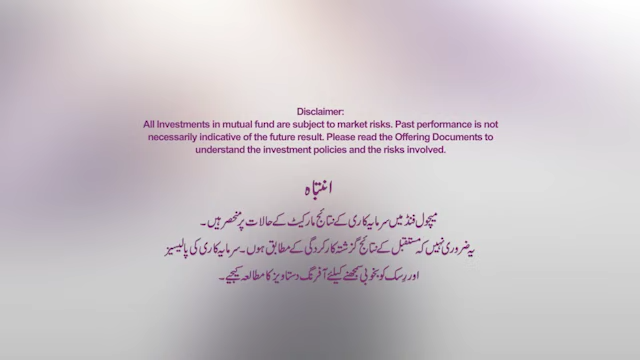 Disclaimer:
All Investments in mutual fund are subject to market risks. Past performance is not
necessarily indicative of the future result. Please read the Offering Documents to
understand the investment policies and the risks involved.
انتباہ
میچول فنڈ میں سرمایہ کاری کے نتائج مارکیٹ کے حالات پر منحصر ہیں۔
یہ ضروری نہیں کہ مستقبل کے نتائج گزشتہ کارکردگی کے مطابق ہوں۔ سرمایہ کاری کی پالیسیز
اور رسک کو بخوبی سمجھنے کیلئے آفرنگ دستاویز کا مطالعہ کیجیے۔